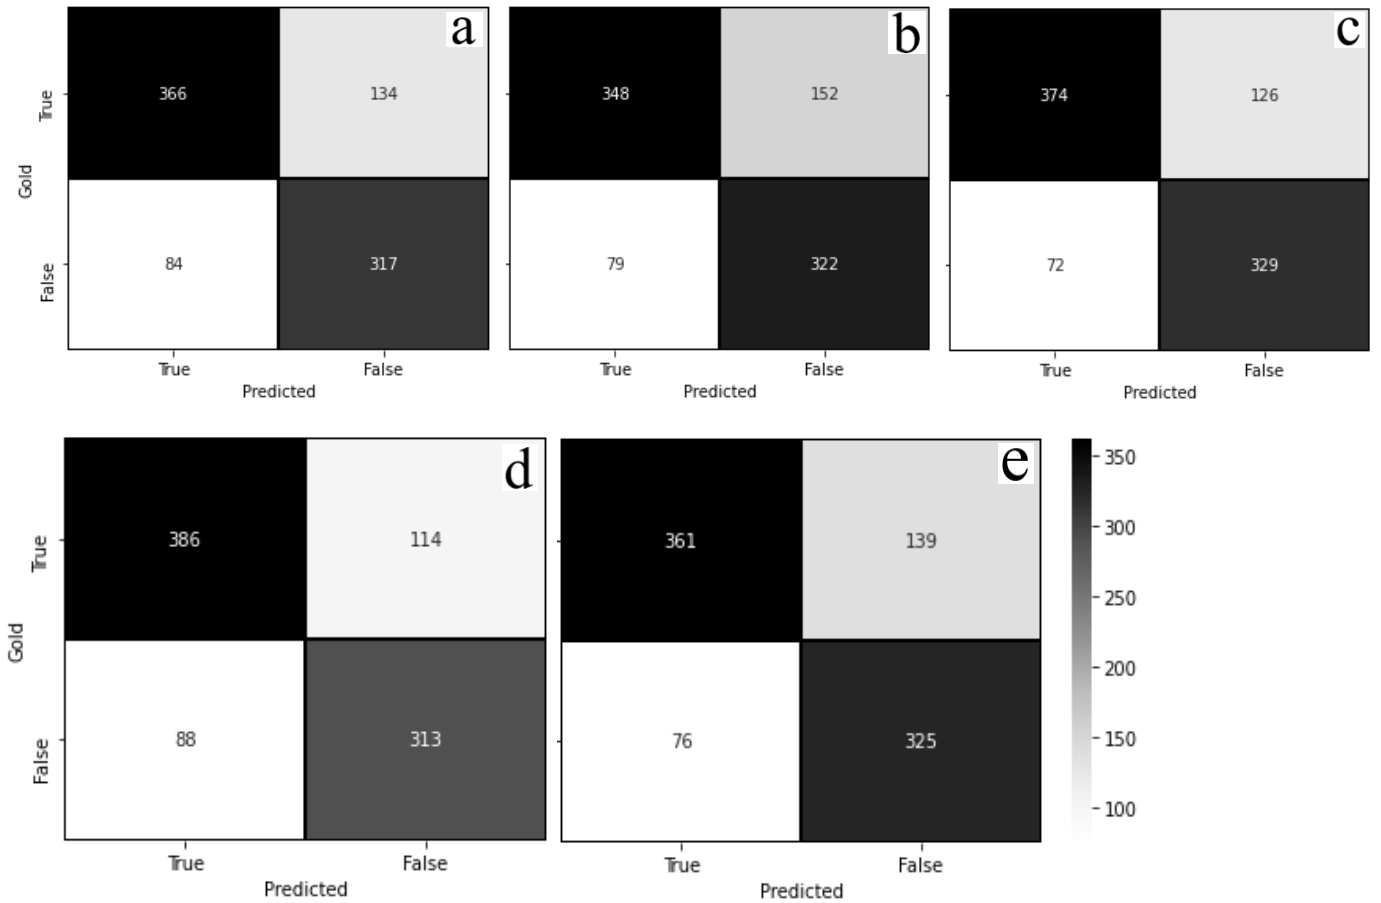 a
b
c
True
366
134
348
152
374
126
Gold
False
84
317
79
322
72
329
True
False
True
False
True
False
Predicted
Predicted
Predicted
d
e
350
True
386
114
361
139
300
250
Gold
200
False
88
313
76
325
150
100
True
False
True
False
Predicted
Predicted